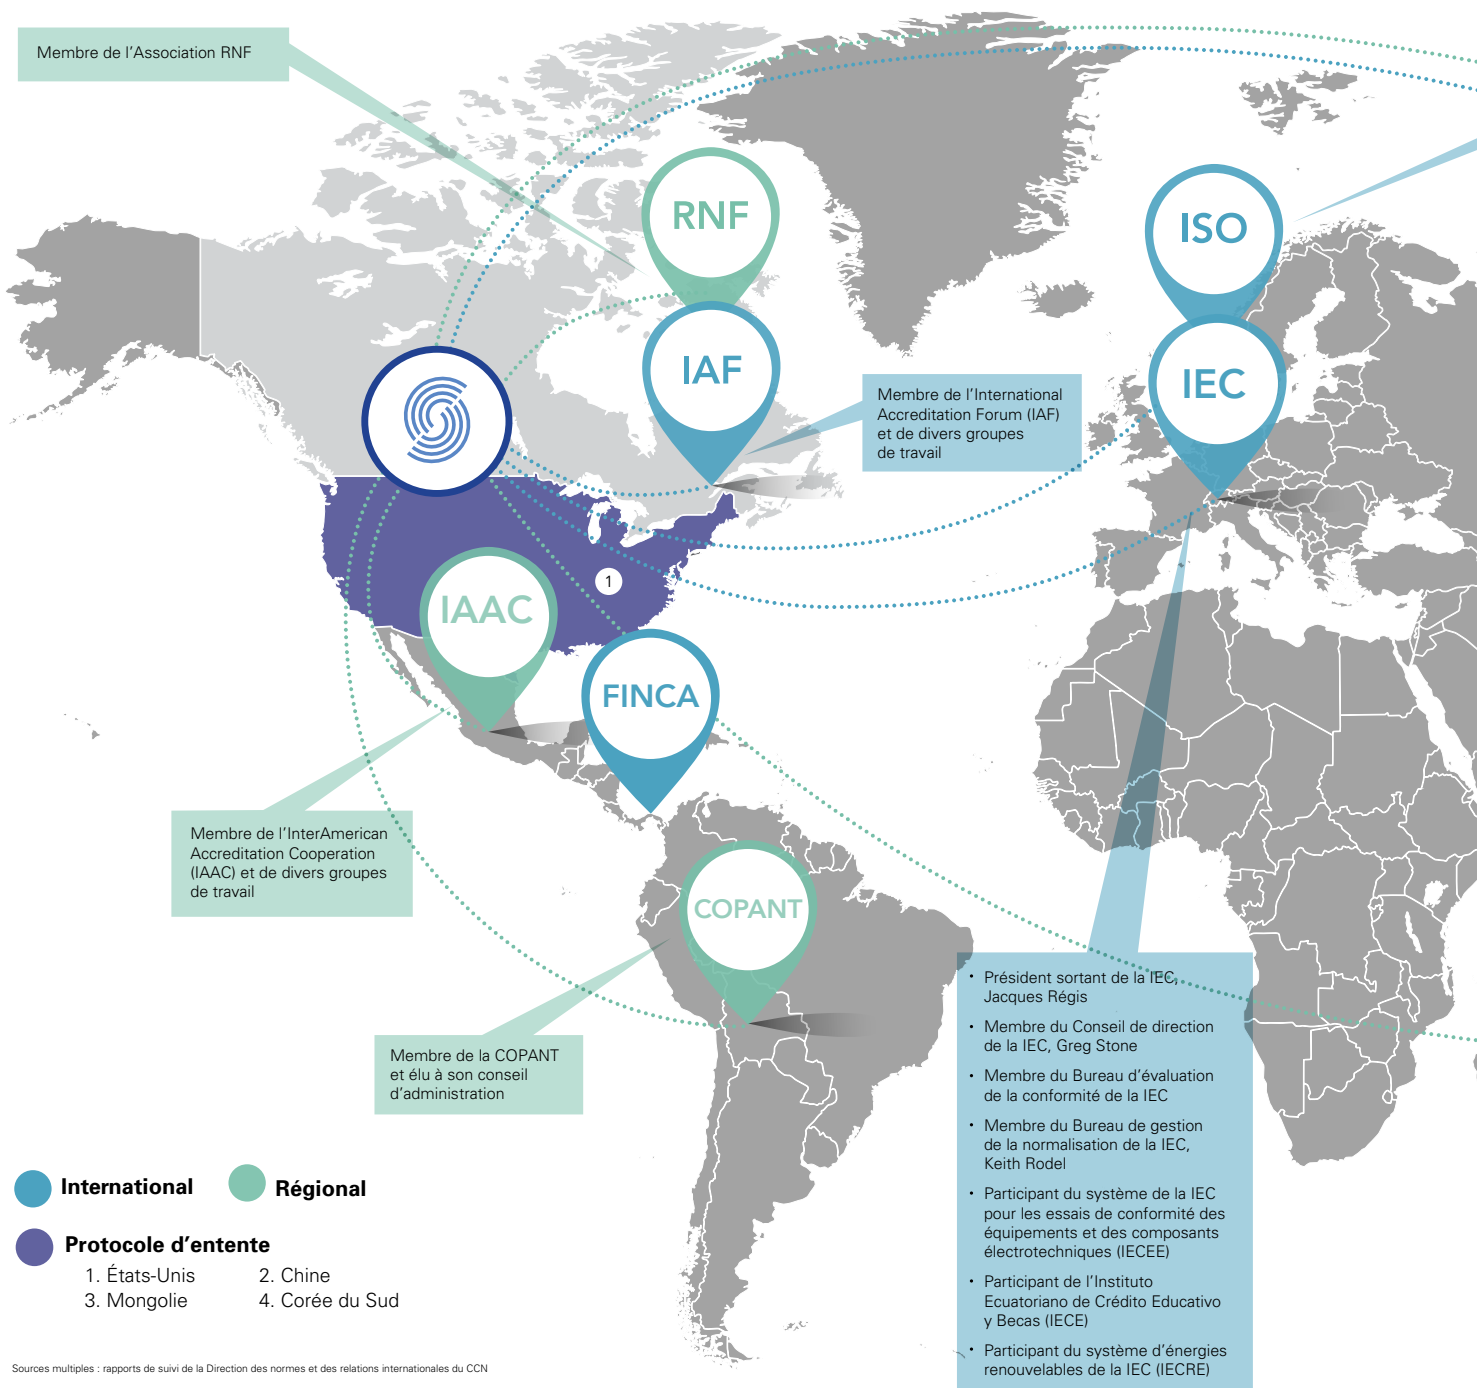 Membre de l'Association RNF
RNF
ISO
IAF
IEC
Membre de l'International
Accreditation Forum (IAF)
et de divers groupes
de travail
1
IAAC
FINCA
Membre de l'InterAmerican
Accreditation Cooperation
(IAAC) et de divers groupes
de travail
COPANT
Membre de la COPANT
et élu à son conseil
d'administration
• Président sortant de la IEC,
Jacques Régis
• Membre du Conseil de direction
de la IEC, Greg Stone
• Membre du Bureau d'évaluation
de la conformité de la IEC
• Membre du Bureau de gestion
de la normalisation de la IEC,
Keith Rodel
• Participant du système de la IEC
pour les essais de conformité des
équipements et des composants
électrotechniques (IECEE)
• Participant de l'Instituto
Ecuatoriano de Crédito Educativo
y Becas (IECE)
• Participant du système d'énergies
renouvelables de la IEC (IECRE)
International
Régional
Protocole d'entente
1. États-Unis
2. Chine
3. Mongolie
4. Corée du Sud
Sources multiples : rapports de suivi de la Direction des normes et des relations internationales du CCN